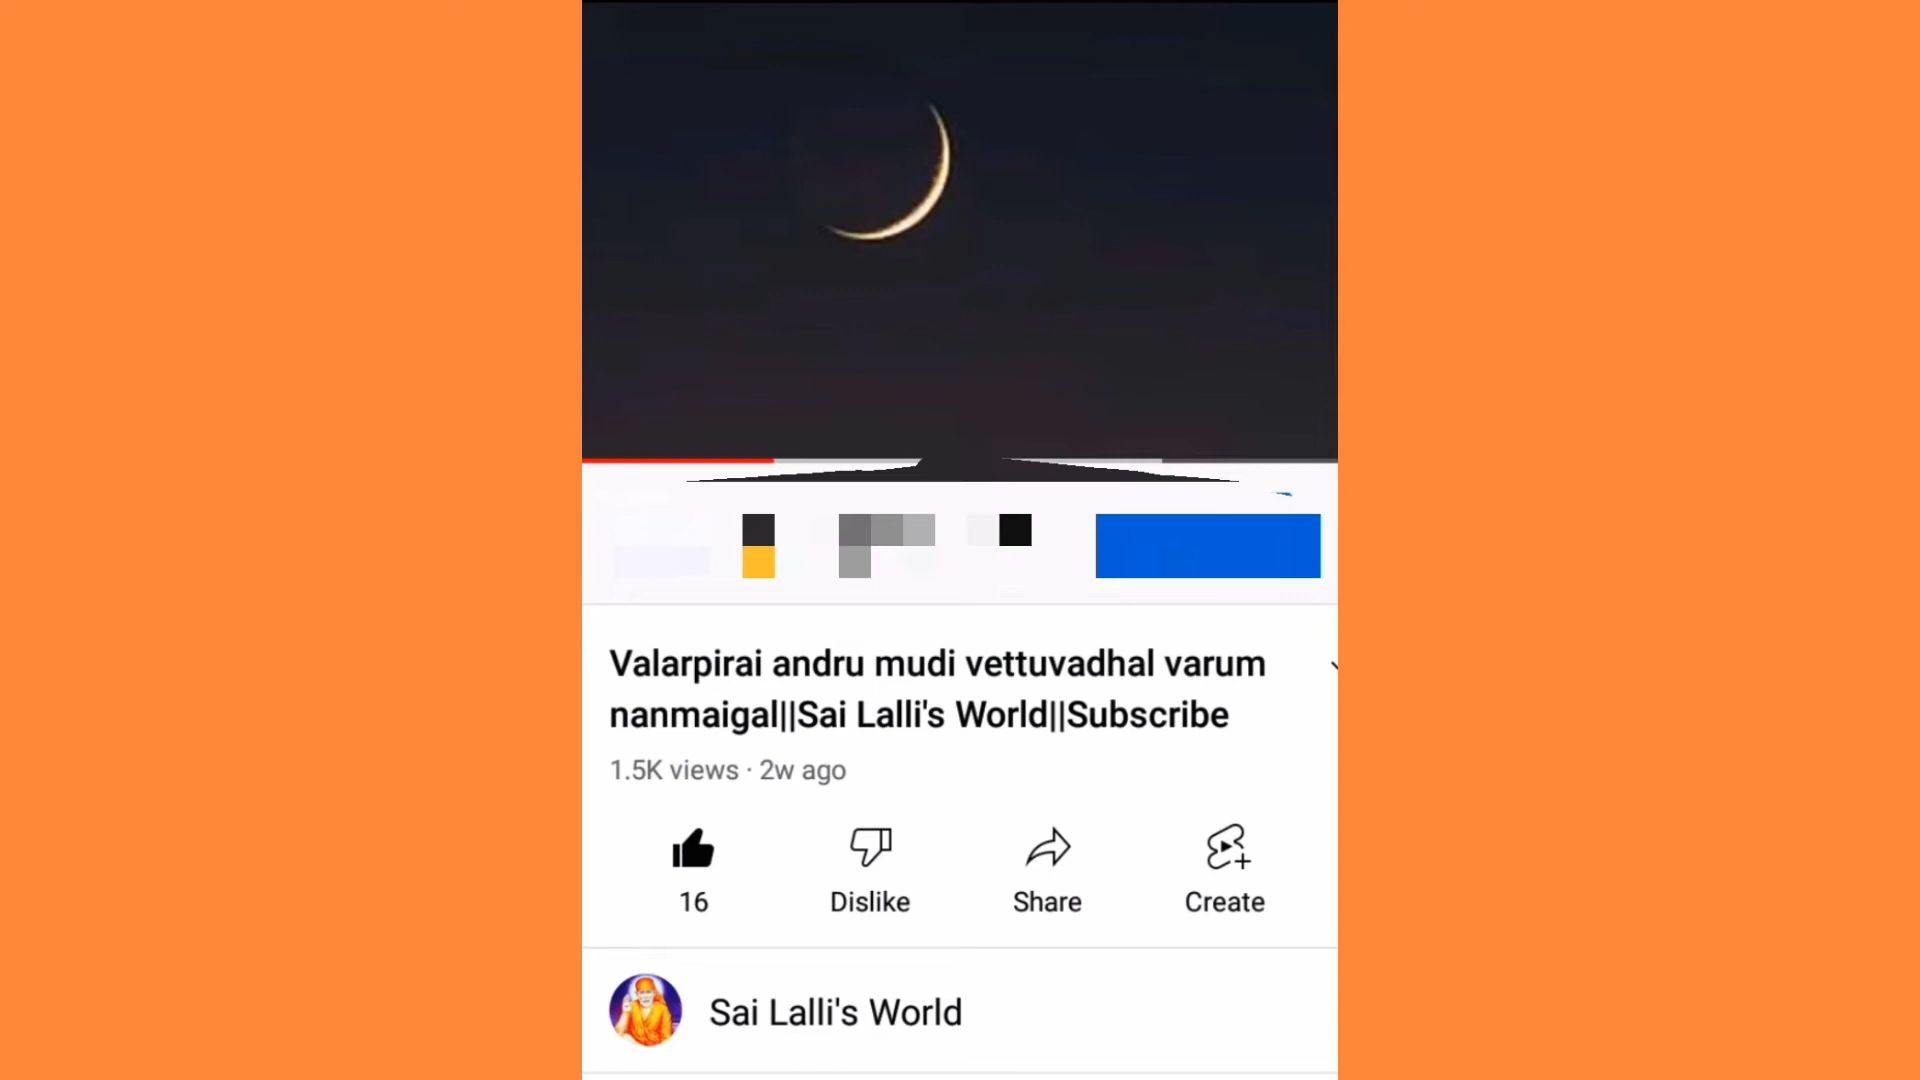 Valarpirai andru mudi vettuvadhal varum
nanmaigal||Sai Lalli's World||Subscribe
1.5K views · 2w ago
16
Dislike
Share
Create
Sai Lalli's World